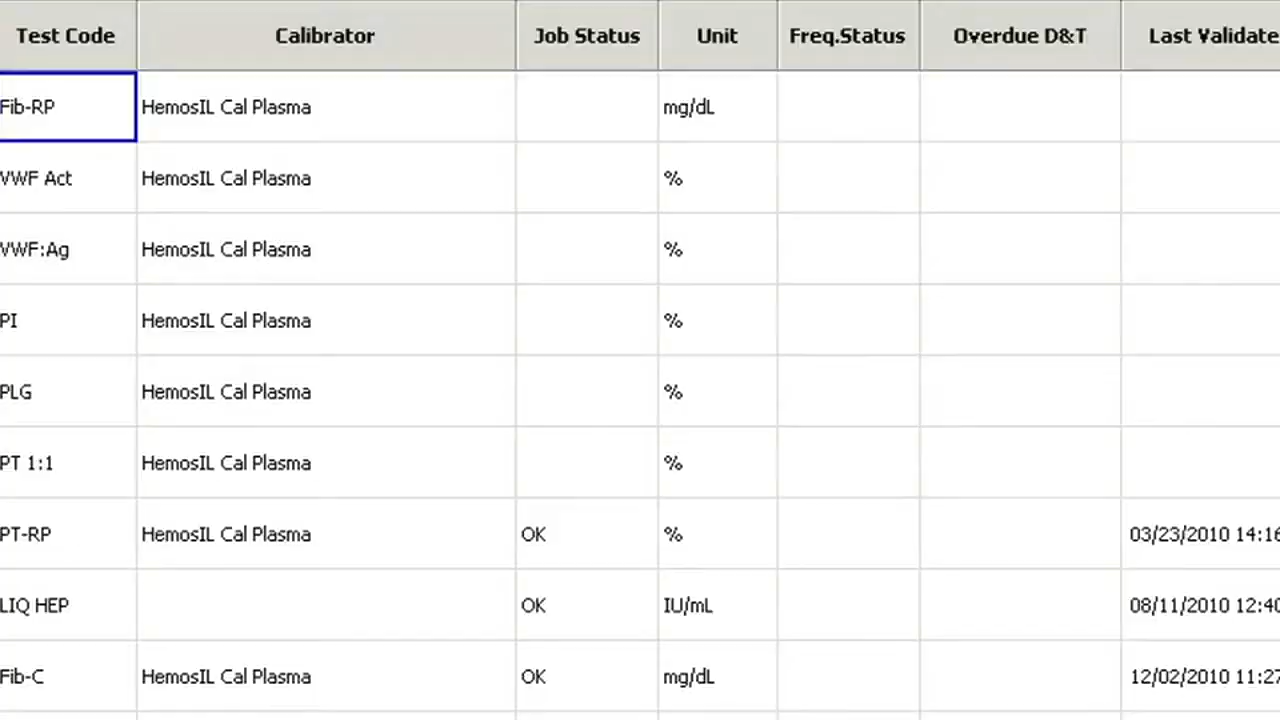 Test Code Calibrator Job Status Unit Freq.Status Overdue D&T Last Validate
Fib-RP HemosIL Cal Plasma mg/dL
VWF Act HemosIL Cal Plasma %
VWF:Ag HemosIL Cal Plasma %
PI HemosIL Cal Plasma %
PLG HemosIL Cal Plasma %
PT 1:1 HemosIL Cal Plasma %
PT-RP HemosIL Cal Plasma OK % 03/23/2010 14:16
LIQ HEP OK IU/mL 08/11/2010 12:40
Fib-C HemosIL Cal Plasma OK mg/dL 12/02/2010 11:27